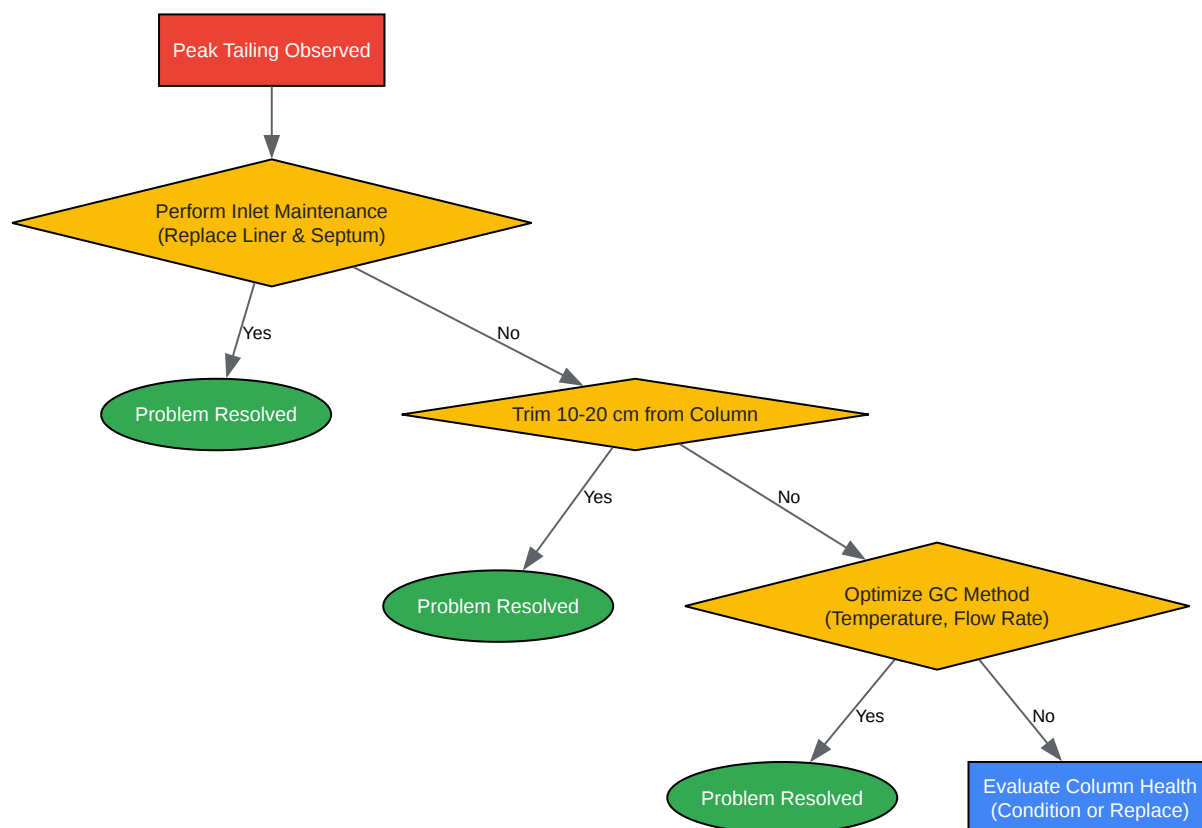 Peak Tailing Observed
Perform Inlet Maintenance
(Replace Liner & Septum)
Yes
No
Problem Resolved
Trim 10-20 cm from Column
Yes
No
Problem Resolved
Optimize GC Method
(Temperature, Flow Rate)
Yes
No
Problem Resolved
Evaluate Column Health
(Condition or Replace)